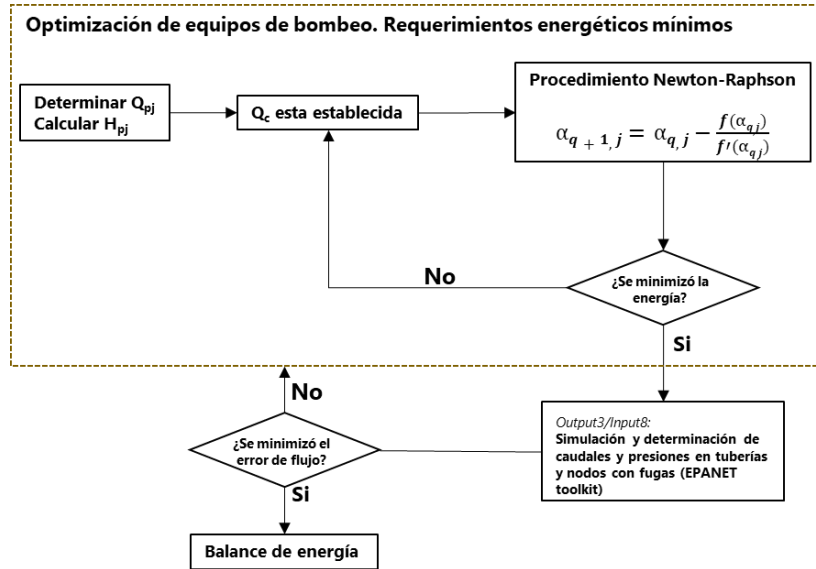 Optimización de equipos de bombeo. Requerimientos energéticos mínimos
Determinar Qpj
Calcular Hpj
Qc esta establecida
Procedimiento Newton-Raphson
αq + 1, j = αq, j − f(αqj) / f′(αqj)
¿Se minimizó la
energía?
No
Si
Output3/Input8:
Simulación y determinación de
caudales y presiones en tuberías
y nodos con fugas (EPANET
toolkit)
No
¿Se minimizó el
error de flujo?
Si
Balance de energía